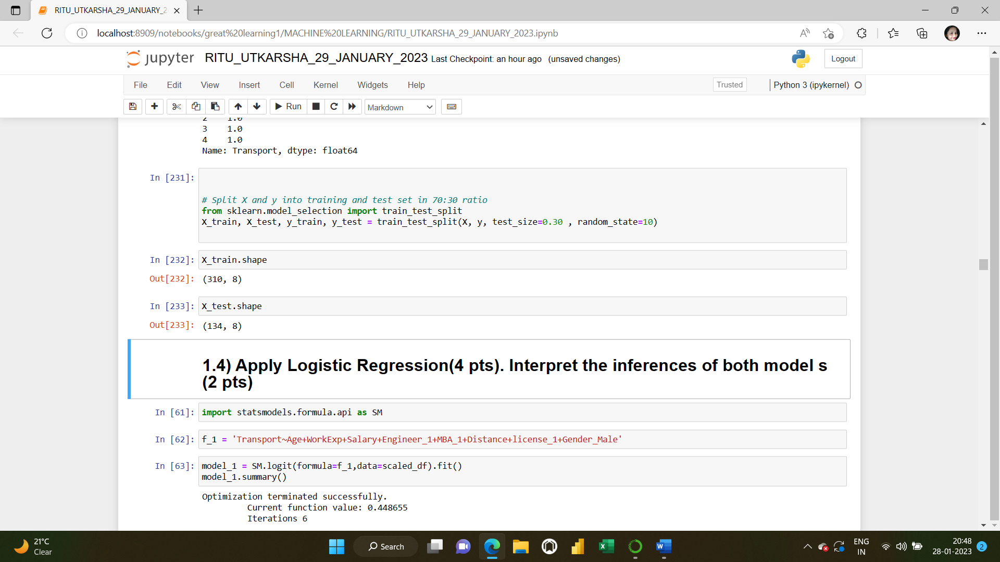 RITU_UTKARSHA_29_JANUARY_2
localhost:8909/notebooks/great%20learning1/MACHINE%20LEARNING/RITU_UTKARSHA_29_JANUARY_2023.ipynb
jupyter RITU_UTKARSHA_29_JANUARY_2023 Last Checkpoint: an hour ago (unsaved changes)
Logout
File Edit View Insert Cell Kernel Widgets Help Trusted Python 3 (ipykernel)
Run Markdown
2 1.0
3 1.0
4 1.0
Name: Transport, dtype: float64
In [231]:
# Split X and y into training and test set in 70:30 ratio
from sklearn.model_selection import train_test_split
X_train, X_test, y_train, y_test = train_test_split(X, y, test_size=0.30 , random_state=10)
In [232]: X_train.shape
Out[232]: (310, 8)
In [233]: X_test.shape
Out[233]: (134, 8)
1.4) Apply Logistic Regression(4 pts). Interpret the inferences of both model s
(2 pts)
In [61]: import statsmodels.formula.api as SM
In [62]: f_1 = 'Transport~Age+WorkExp+Salary+Engineer_1+MBA_1+Distance+license_1+Gender_Male'
In [63]: model_1 = SM.logit(formula=f_1,data=scaled_df).fit()
model_1.summary()
Optimization terminated successfully.
Current function value: 0.448655
Iterations 6
21°C
Clear
Search
ENG
IN
20:48
28-01-2023
2